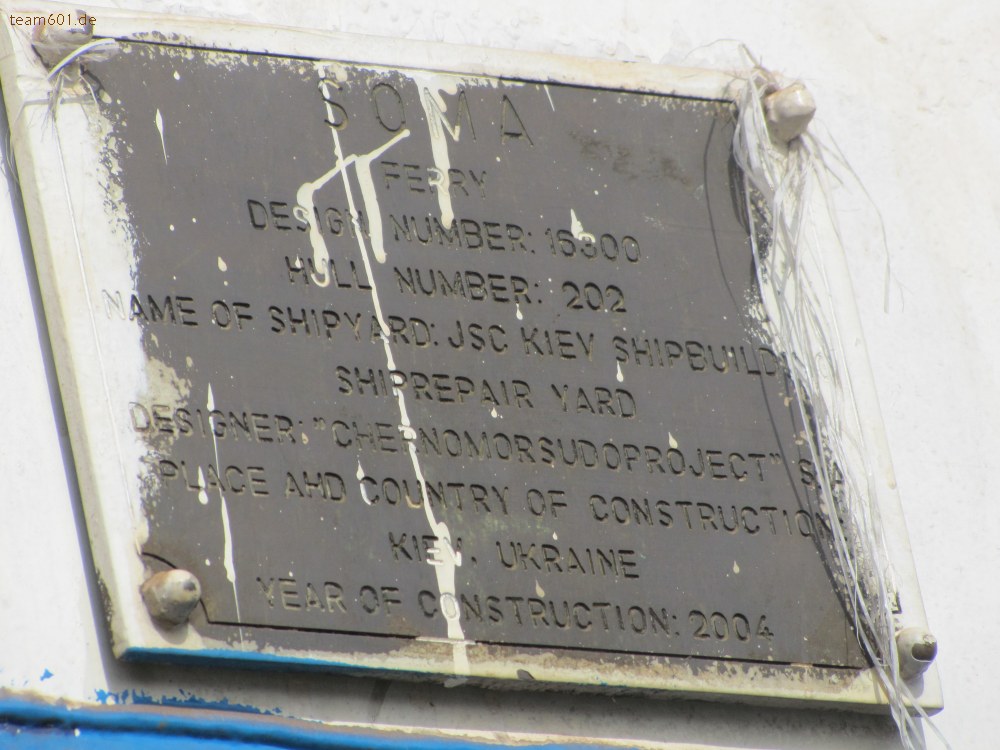 team601.de
SOMA
FERRY
DESIGN NUMBER: 16300
HULL NUMBER: 202
NAME OF SHIPYARD: JSC KIEV SHIPBUILD
SHIPREPAIR YARD
DESIGNER: "CHERNOMORSUDOPROJECT"
PLACE AHD COUNTRY OF CONSTRUCTION:
KIEV, UKRAINE
YEAR OF CONSTRUCTION: 2004